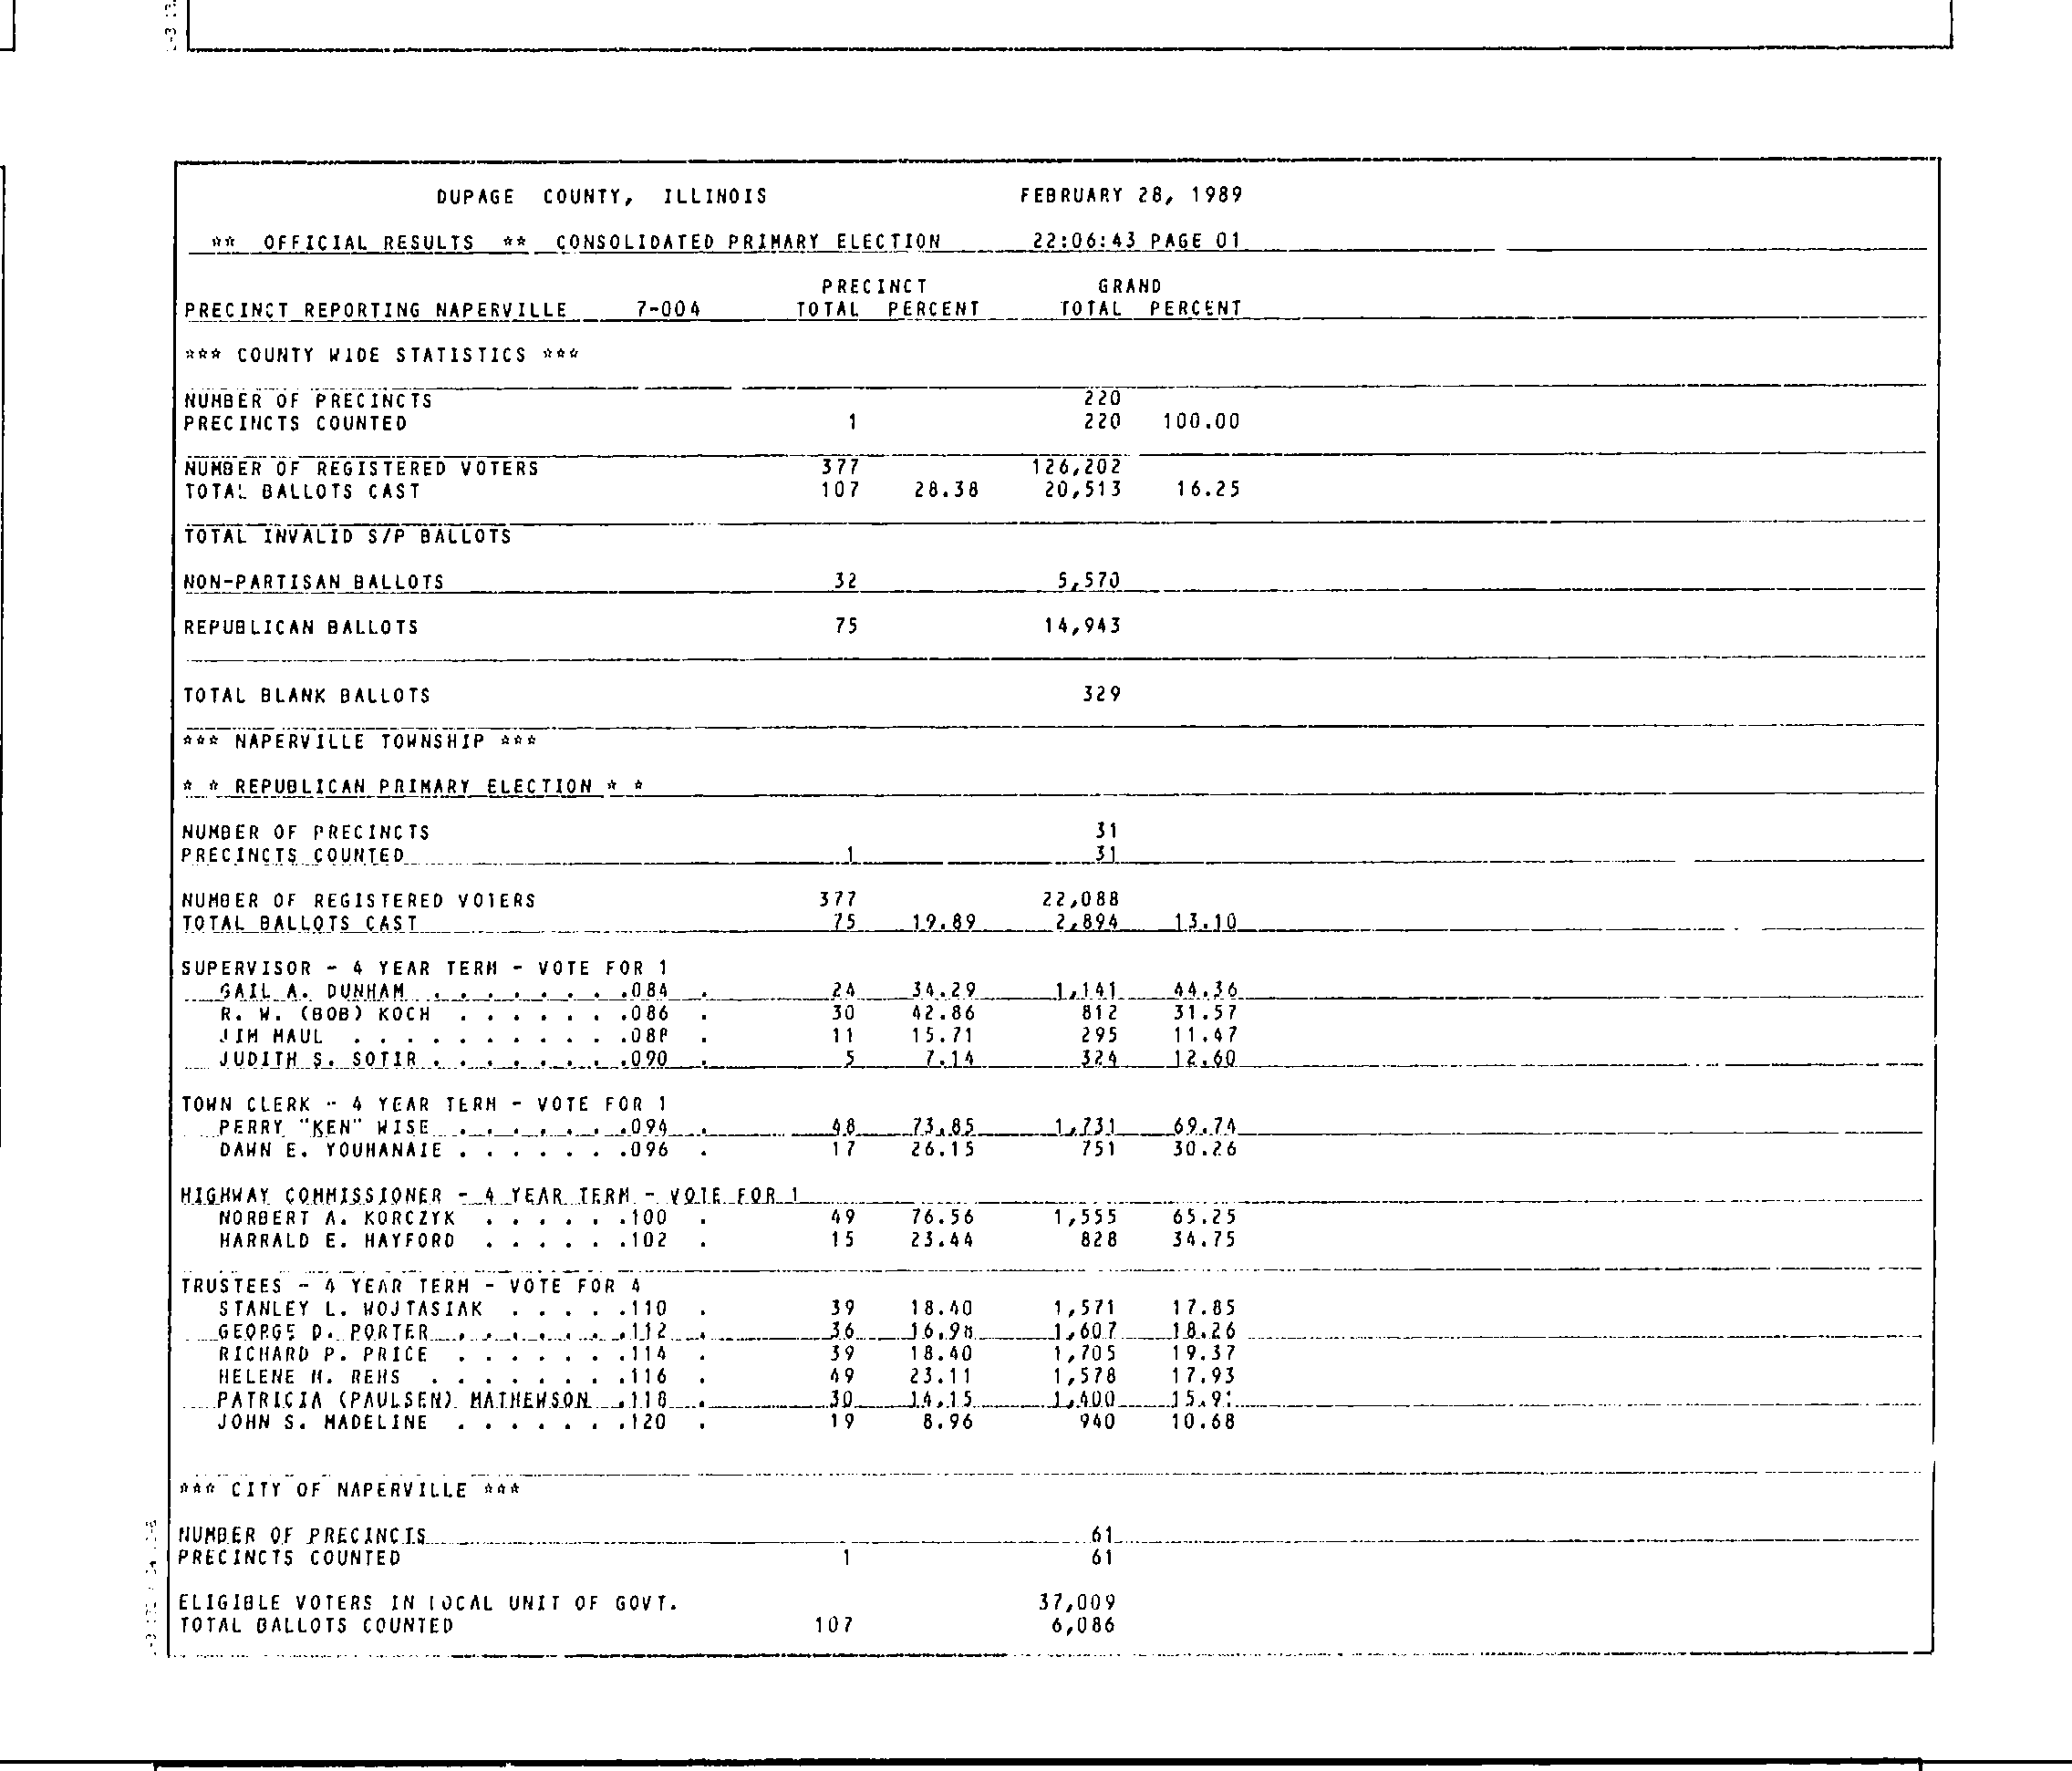 DUPAGE COUNTY, ILLINOIS FEBRUARY 28, 1989
** OFFICIAL RESULTS ** CONSOLIDATED PRIMARY ELECTION 22:06:43 PAGE 01
PRECINCT GRAND
PRECINCT REPORTING NAPERVILLE 7-004 TOTAL PERCENT TOTAL PERCENT
*** COUNTY WIDE STATISTICS ***
NUMBER OF PRECINCTS 220
PRECINCTS COUNTED 1 220 100.00
NUMBER OF REGISTERED VOTERS 377 126,202
TOTAL BALLOTS CAST 107 28.38 20,513 16.25
TOTAL INVALID S/P BALLOTS
NON-PARTISAN BALLOTS 32 5,570
REPUBLICAN BALLOTS 75 14,943
TOTAL BLANK BALLOTS 329
*** NAPERVILLE TOWNSHIP ***
* * REPUBLICAN PRIMARY ELECTION * *
NUMBER OF PRECINCTS 31
PRECINCTS COUNTED 1 31
NUMBER OF REGISTERED VOTERS 377 22,088
TOTAL BALLOTS CAST 75 19.89 2,894 13.10
SUPERVISOR - 4 YEAR TERM - VOTE FOR 1
GAIL A. DUNHAM . . . . . . . .084 . 24 34.29 1,141 44.36
R. W. (BOB) KOCH . . . . . . .086 . 30 42.86 812 31.57
JIM MAUL . . . . . . . . . . .088 . 11 15.71 295 11.47
JUDITH S. SOTIR . . . . . . . .090 . 5 7.14 324 12.60
TOWN CLERK - 4 YEAR TERM - VOTE FOR 1
PERRY "KEN" WISE . . . . . . .094 . 48 73.85 1,731 69.74
DAWN E. YOUHANAIE . . . . . . .096 . 17 26.15 751 30.26
HIGHWAY COMMISSIONER - 4 YEAR TERM - VOTE FOR 1
NORBERT A. KORCZYK . . . . . .100 . 49 76.56 1,555 65.25
HARRALD E. HAYFORD . . . . . .102 . 15 23.44 828 34.75
TRUSTEES - 4 YEAR TERM - VOTE FOR 4
STANLEY L. WOJTASIAK . . . . .110 . 39 18.40 1,571 17.85
GEORGE D. PORTER . . . . . . .112 . 36 16.98 1,607 18.26
RICHARD P. PRICE . . . . . . .114 . 39 18.40 1,705 19.37
HELENE H. REHS . . . . . . . .116 . 49 23.11 1,578 17.93
PATRICIA (PAULSEN) MATHEWSON .118 . 30 14.15 1,400 15.91
JOHN S. MADELINE . . . . . . .120 . 19 8.96 940 10.68
*** CITY OF NAPERVILLE ***
NUMBER OF PRECINCTS 61
PRECINCTS COUNTED 1 61
ELIGIBLE VOTERS IN LOCAL UNIT OF GOVT. 37,009
TOTAL BALLOTS COUNTED 107 6,086